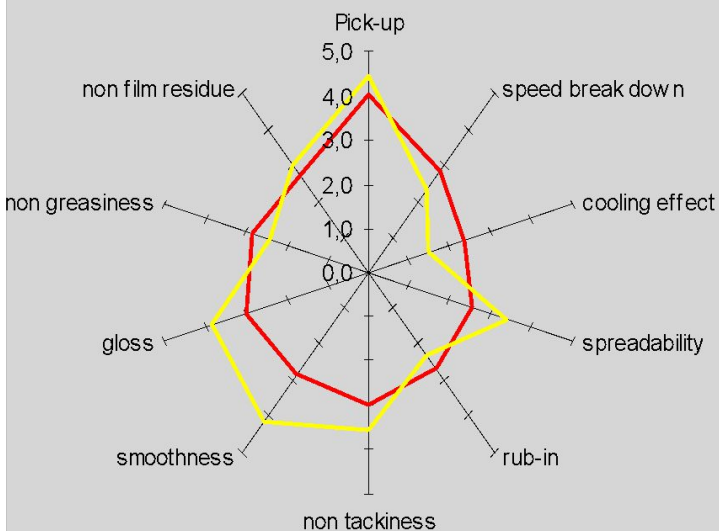 Pick-up
5,0
non film residue
speed break down
4,0
3,0
non greasiness
2,0
cooling effect
1,0
0,0
gloss
spreadability
smoothness
rub-in
non tackiness